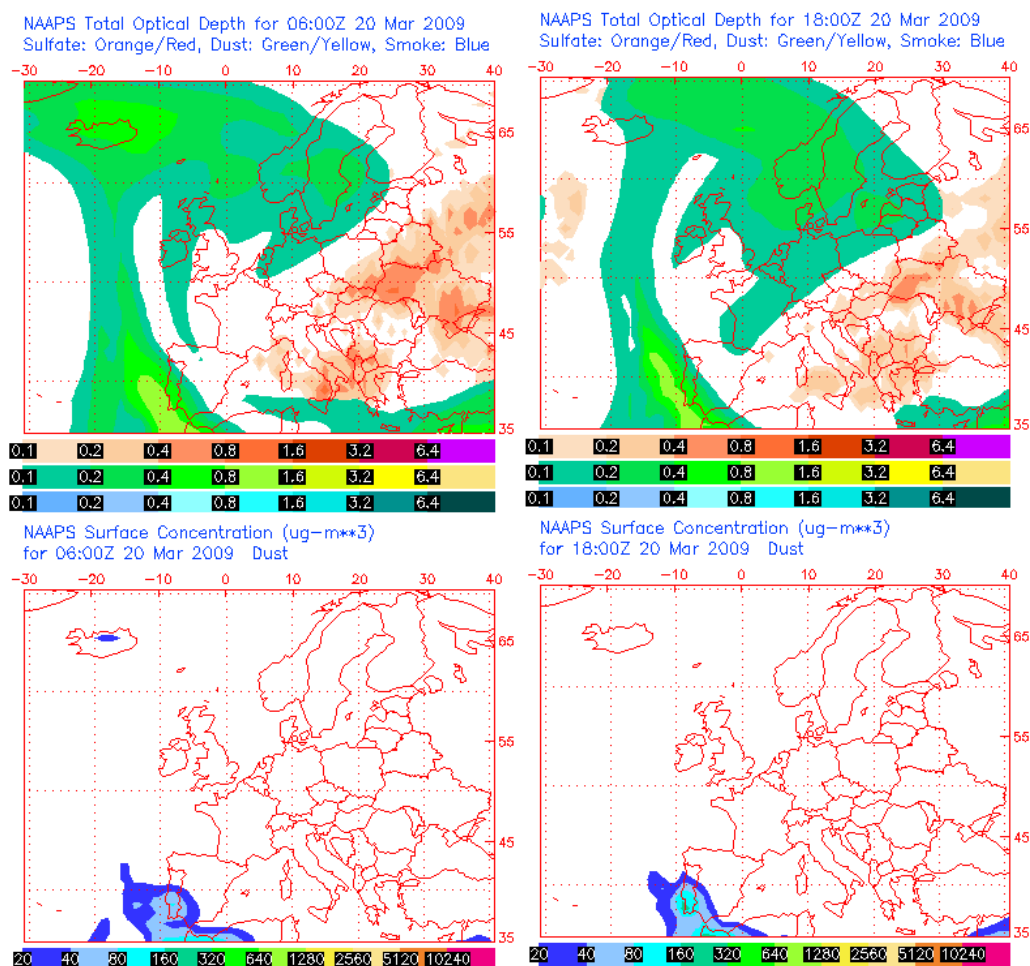 NAAPS Total Optical Depth for 06:00Z 20 Mar 2009
Sulfate: Orange/Red, Dust: Green/Yellow, Smoke: Blue
-30 -20 -10 0 10 20 30 40
65
55
45
35
0.1 0.2 0.4 0.8 1.6 3.2 6.4
0.1 0.2 0.4 0.8 1.6 3.2 6.4
0.1 0.2 0.4 0.8 1.6 3.2 6.4
NAAPS Total Optical Depth for 18:00Z 20 Mar 2009
Sulfate: Orange/Red, Dust: Green/Yellow, Smoke: Blue
-30 -20 -10 0 10 20 30 40
65
55
45
35
0.1 0.2 0.4 0.8 1.6 3.2 6.4
0.1 0.2 0.4 0.8 1.6 3.2 6.4
0.1 0.2 0.4 0.8 1.6 3.2 6.4
NAAPS Surface Concentration (ug-m**3)
for 06:00Z 20 Mar 2009 Dust
-30 -20 -10 0 10 20 30 40
65
55
45
35
20 40 80 160 320 640 1280 2560 5120 10240
NAAPS Surface Concentration (ug-m**3)
for 18:00Z 20 Mar 2009 Dust
-30 -20 -10 0 10 20 30 40
65
55
45
35
20 40 80 160 320 640 1280 2560 5120 10240